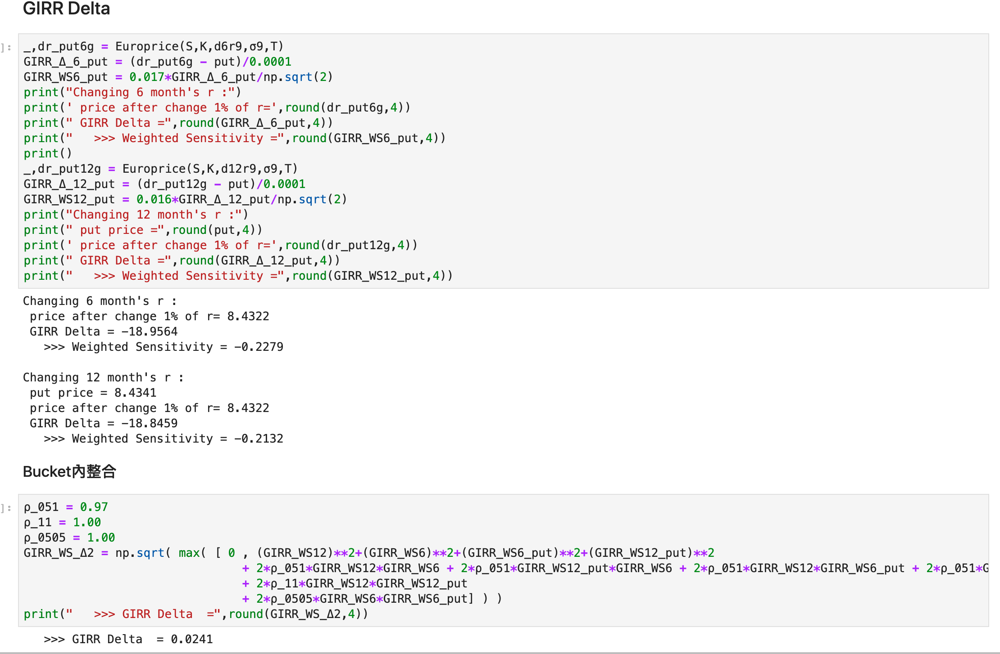 GIRR Delta
]:
_,dr_put6g = Europrice(S,K,d6r9,σ9,T)
GIRR_Δ_6_put = (dr_put6g - put)/0.0001
GIRR_WS6_put = 0.017*GIRR_Δ_6_put/np.sqrt(2)
print("Changing 6 month's r :")
print(' price after change 1% of r=',round(dr_put6g,4))
print(" GIRR Delta =",round(GIRR_Δ_6_put,4))
print("   >>> Weighted Sensitivity =",round(GIRR_WS6_put,4))
print()
_,dr_put12g = Europrice(S,K,d12r9,σ9,T)
GIRR_Δ_12_put = (dr_put12g - put)/0.0001
GIRR_WS12_put = 0.016*GIRR_Δ_12_put/np.sqrt(2)
print("Changing 12 month's r :")
print(" put price =",round(put,4))
print(' price after change 1% of r=',round(dr_put12g,4))
print(" GIRR Delta =",round(GIRR_Δ_12_put,4))
print("   >>> Weighted Sensitivity =",round(GIRR_WS12_put,4))
Changing 6 month's r :
 price after change 1% of r= 8.4322
 GIRR Delta = -18.9564
   >>> Weighted Sensitivity = -0.2279
Changing 12 month's r :
 put price = 8.4341
 price after change 1% of r= 8.4322
 GIRR Delta = -18.8459
   >>> Weighted Sensitivity = -0.2132
Bucket內整合
]:
ρ_051 = 0.97
ρ_11 = 1.00
ρ_0505 = 1.00
GIRR_WS_Δ2 = np.sqrt( max( [ 0 , (GIRR_WS12)**2+(GIRR_WS6)**2+(GIRR_WS6_put)**2+(GIRR_WS12_put)**2
+ 2*ρ_051*GIRR_WS12*GIRR_WS6 + 2*ρ_051*GIRR_WS12_put*GIRR_WS6 + 2*ρ_051*GIRR_WS12*GIRR_WS6_put + 2*ρ_051*G
+ 2*ρ_11*GIRR_WS12*GIRR_WS12_put
+ 2*ρ_0505*GIRR_WS6*GIRR_WS6_put] ) )
print("   >>> GIRR Delta  =",round(GIRR_WS_Δ2,4))
   >>> GIRR Delta  = 0.0241